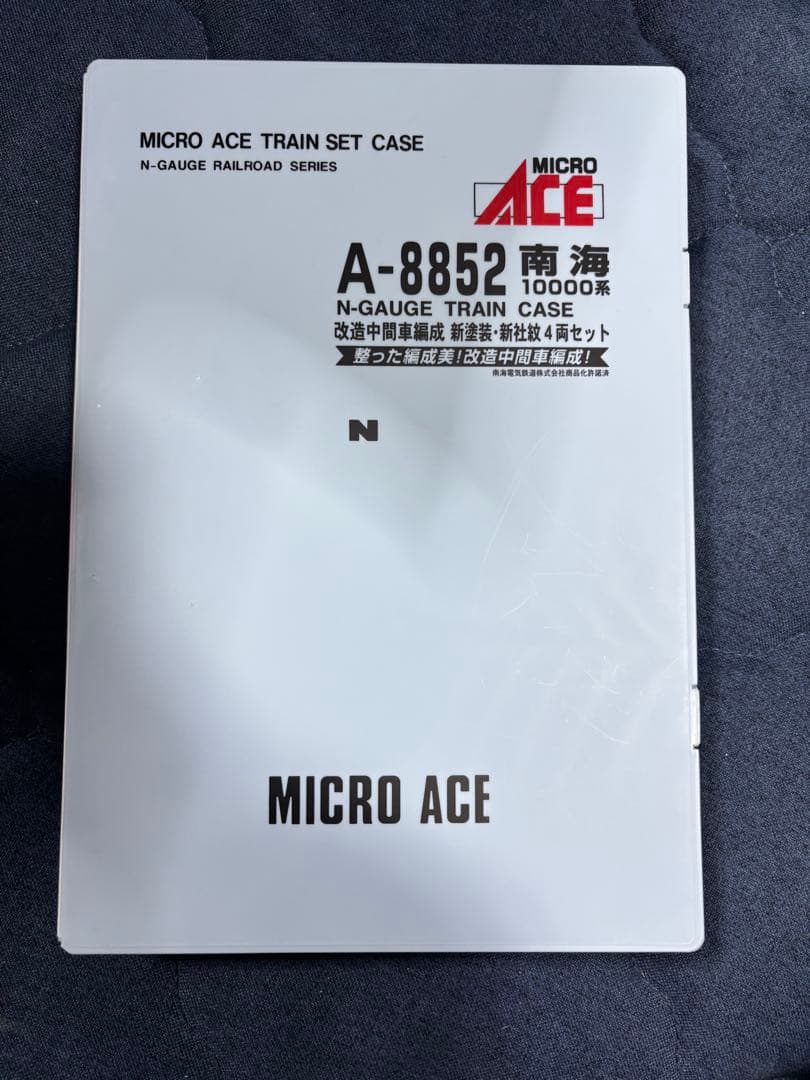 MICRO ACE TRAIN SET CASE
N-GAUGE RAILROAD SERIES
MICRO
ACE
A-8852 南海
10000系
N-GAUGE TRAIN CASE
改造中間車編成 新塗装・新社紋4両セット
整った編成美!改造中間車編成!
南海電気鉄道株式会社商品化許諾済
N
MICRO ACE